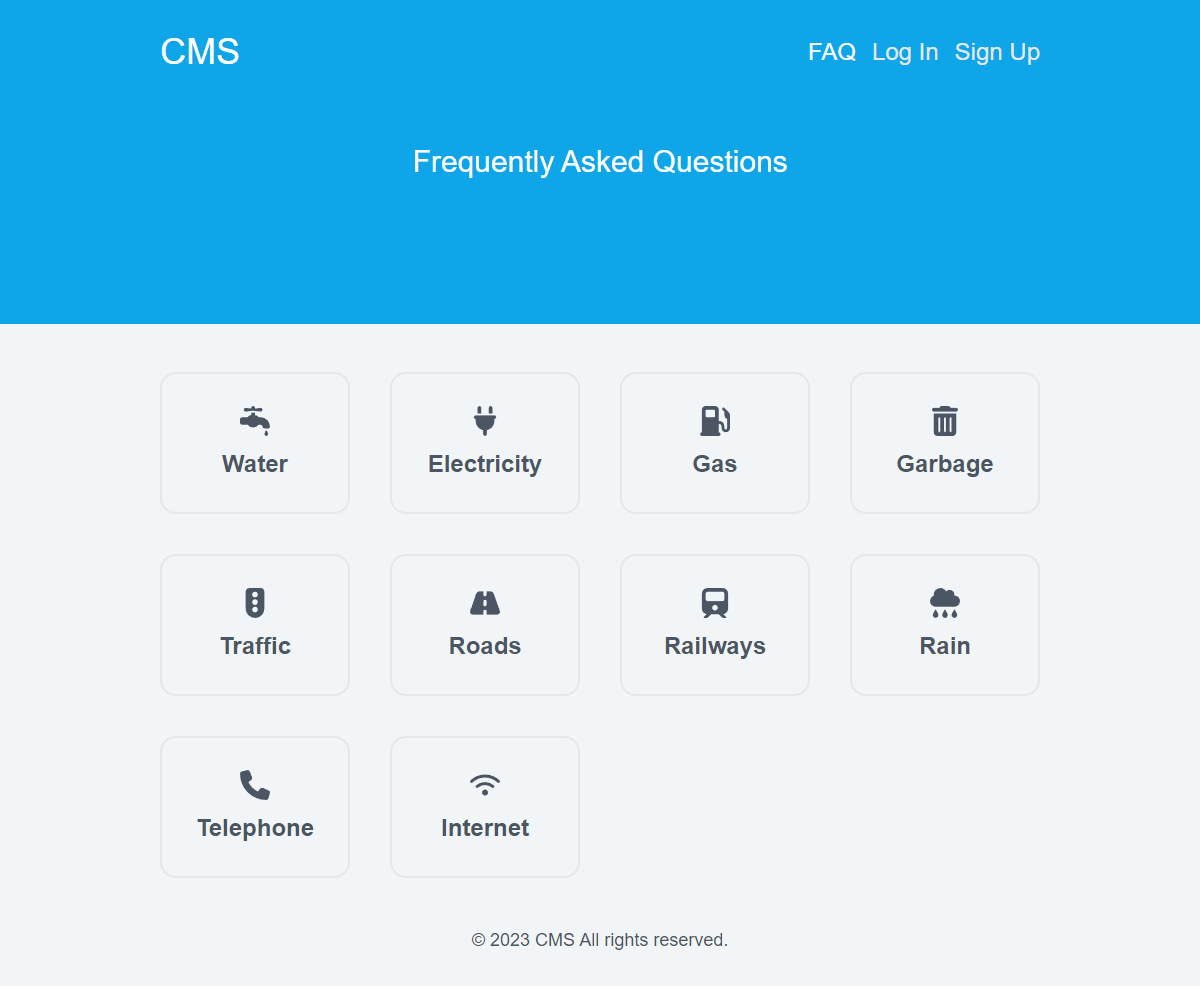 CMS
FAQ Log In Sign Up
Frequently Asked Questions
Water
Electricity
Gas
Garbage
Traffic
Roads
Railways
Rain
Telephone
Internet
© 2023 CMS All rights reserved.